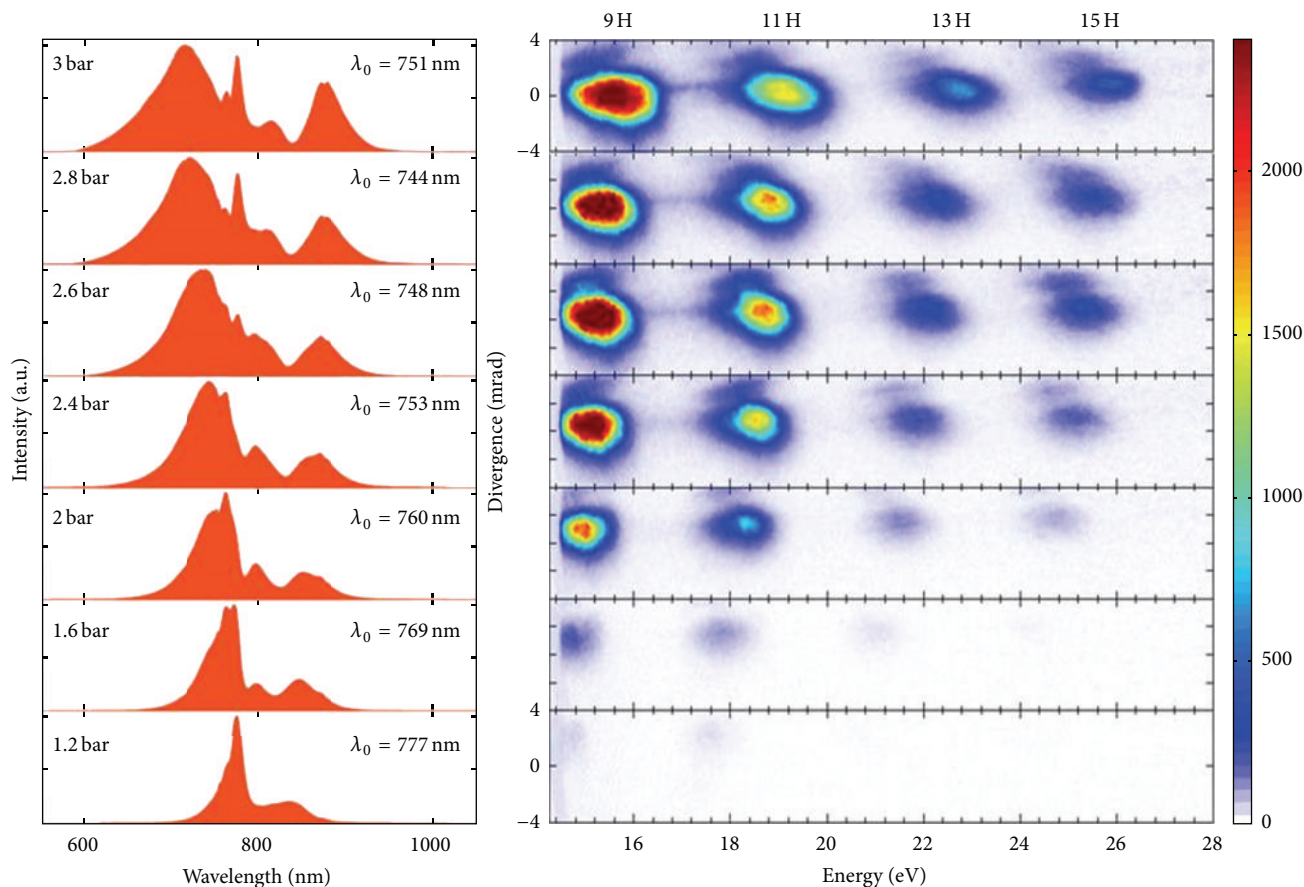 9 H 11 H 13 H 15 H
3 bar λ0 = 751 nm
2.8 bar λ0 = 744 nm
2.6 bar λ0 = 748 nm
2.4 bar λ0 = 753 nm
2 bar λ0 = 760 nm
1.6 bar λ0 = 769 nm
1.2 bar λ0 = 777 nm
Intensity (a.u.)
600 800 1000
Wavelength (nm)
4
0
−4
4
0
−4
Divergence (mrad)
16 18 20 22 24 26 28
Energy (eV)
2000
1500
1000
500
0